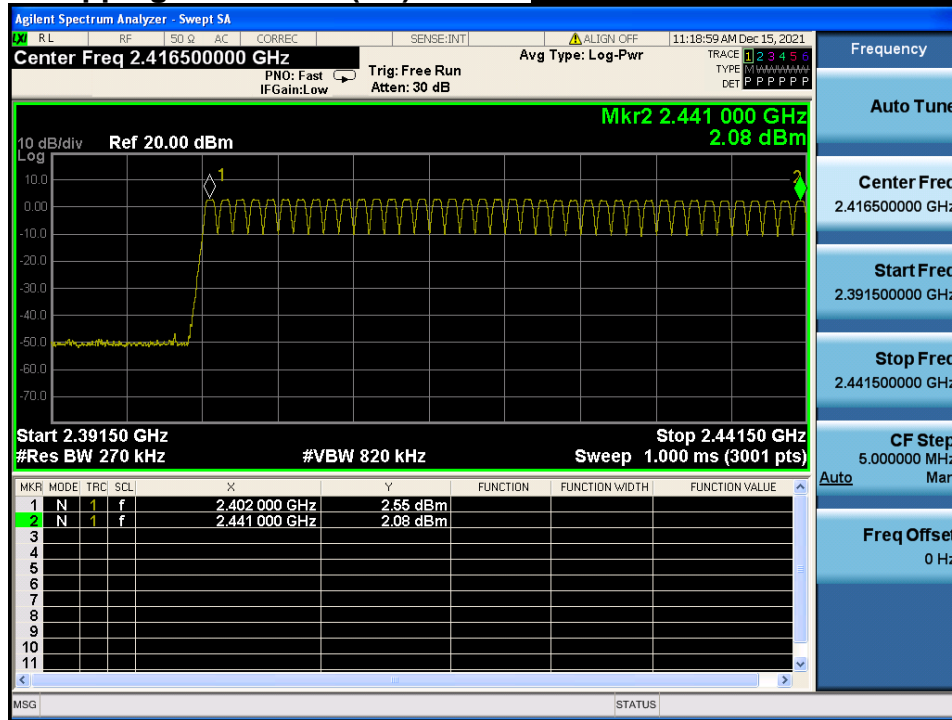 Agilent Spectrum Analyzer - Swept SA
LXI RL RF 50 Ω AC CORREC SENSE:INT ALIGN OFF 11:18:59 AM Dec 15, 2021
Center Freq 2.416500000 GHz
PNO: Fast
IFGain:Low
Trig: Free Run
Atten: 30 dB
Avg Type: Log-Pwr
TRACE 1 2 3 4 5 6
TYPE M W W W W W
DET P P P P P P
Mkr2 2.441 000 GHz
2.08 dBm
10 dB/div
Log
Ref 20.00 dBm
10.0
0.00
-10.0
-20.0
-30.0
-40.0
-50.0
-60.0
-70.0
1
2
Start 2.39150 GHz
Stop 2.44150 GHz
#Res BW 270 kHz
#VBW 820 kHz
Sweep 1.000 ms (3001 pts)
MKR MODE TRC SCL X Y FUNCTION FUNCTION WIDTH FUNCTION VALUE
1 N 1 f 2.402 000 GHz 2.55 dBm
2 N 1 f 2.441 000 GHz 2.08 dBm
3
4
5
6
7
8
9
10
11
MSG
STATUS
Frequency
Auto Tune
Center Freq
2.416500000 GHz
Start Freq
2.391500000 GHz
Stop Freq
2.441500000 GHz
CF Step
5.000000 MHz
Auto Man
Freq Offset
0 Hz